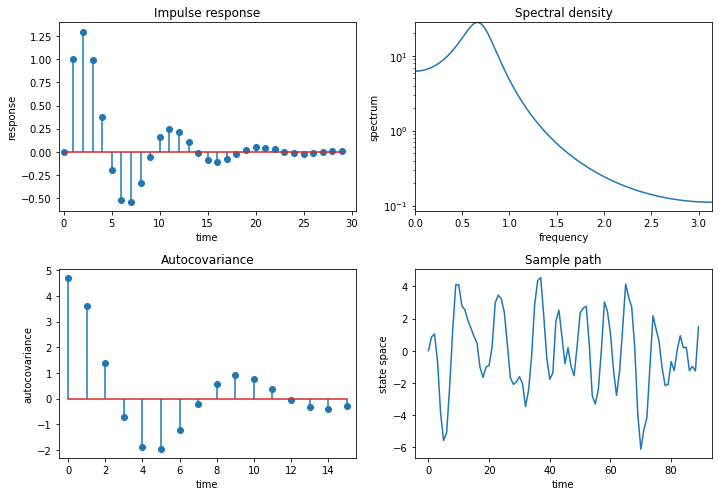 Impulse response
1.25
1.00
0.75
0.50
0.25
0.00
−0.25
−0.50
response
0 5 10 15 20 25 30
time
Spectral density
10^1
10^0
10^−1
spectrum
0.0 0.5 1.0 1.5 2.0 2.5 3.0
frequency
Autocovariance
5
4
3
2
1
0
−1
−2
autocovariance
0 2 4 6 8 10 12 14
time
Sample path
4
2
0
−2
−4
−6
state space
0 20 40 60 80
time